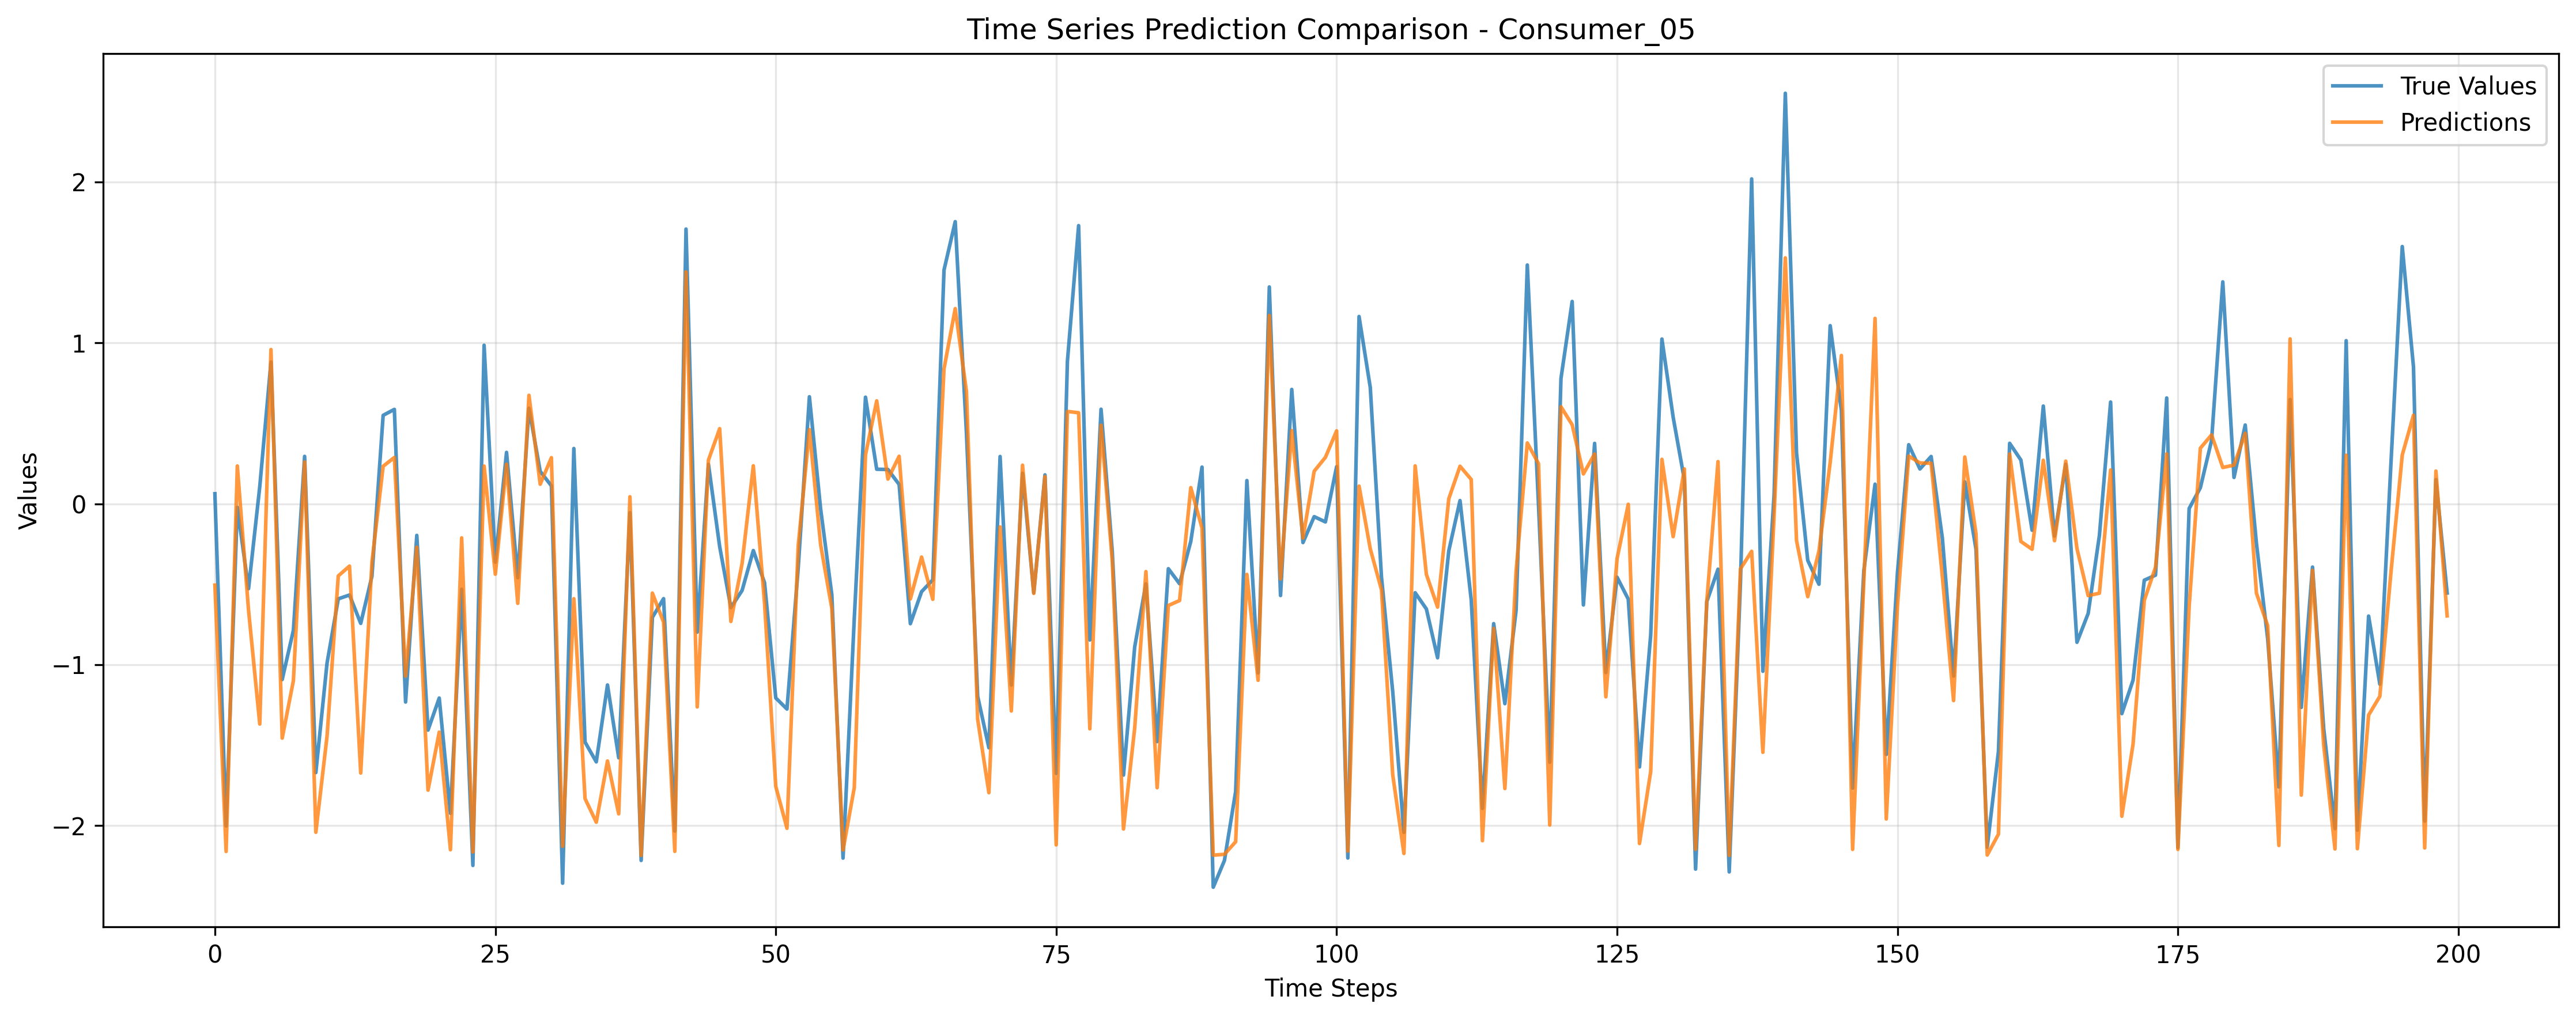 Time Series Prediction Comparison - Consumer_05
True Values
Predictions
Values
2
1
0
−1
−2
0 25 50 75 100 125 150 175 200
Time Steps